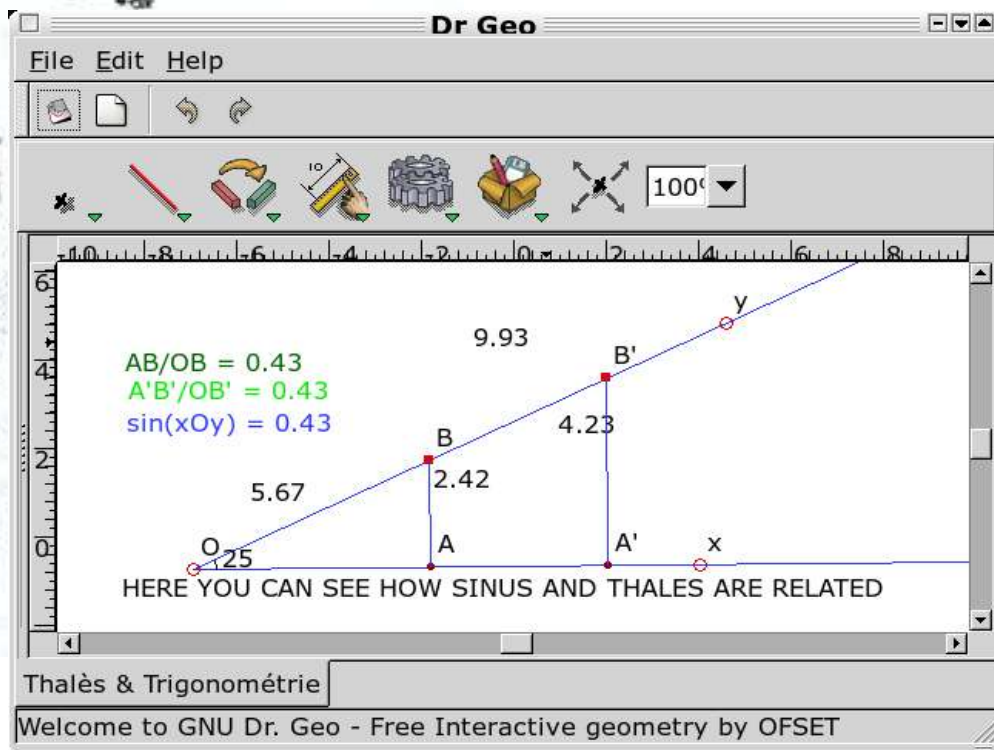 Dr Geo
File Edit Help
10
100
-10 -8 -6 -4 -2 0 2 4 6 8
6
4
2
0
y
9.93
B'
AB/OB = 0.43
A'B'/OB' = 0.43
sin(xOy) = 0.43
4.23
B
2.42
5.67
O
25
A
A'
x
HERE YOU CAN SEE HOW SINUS AND THALES ARE RELATED
Thalès & Trigonométrie
Welcome to GNU Dr. Geo - Free Interactive geometry by OFSET